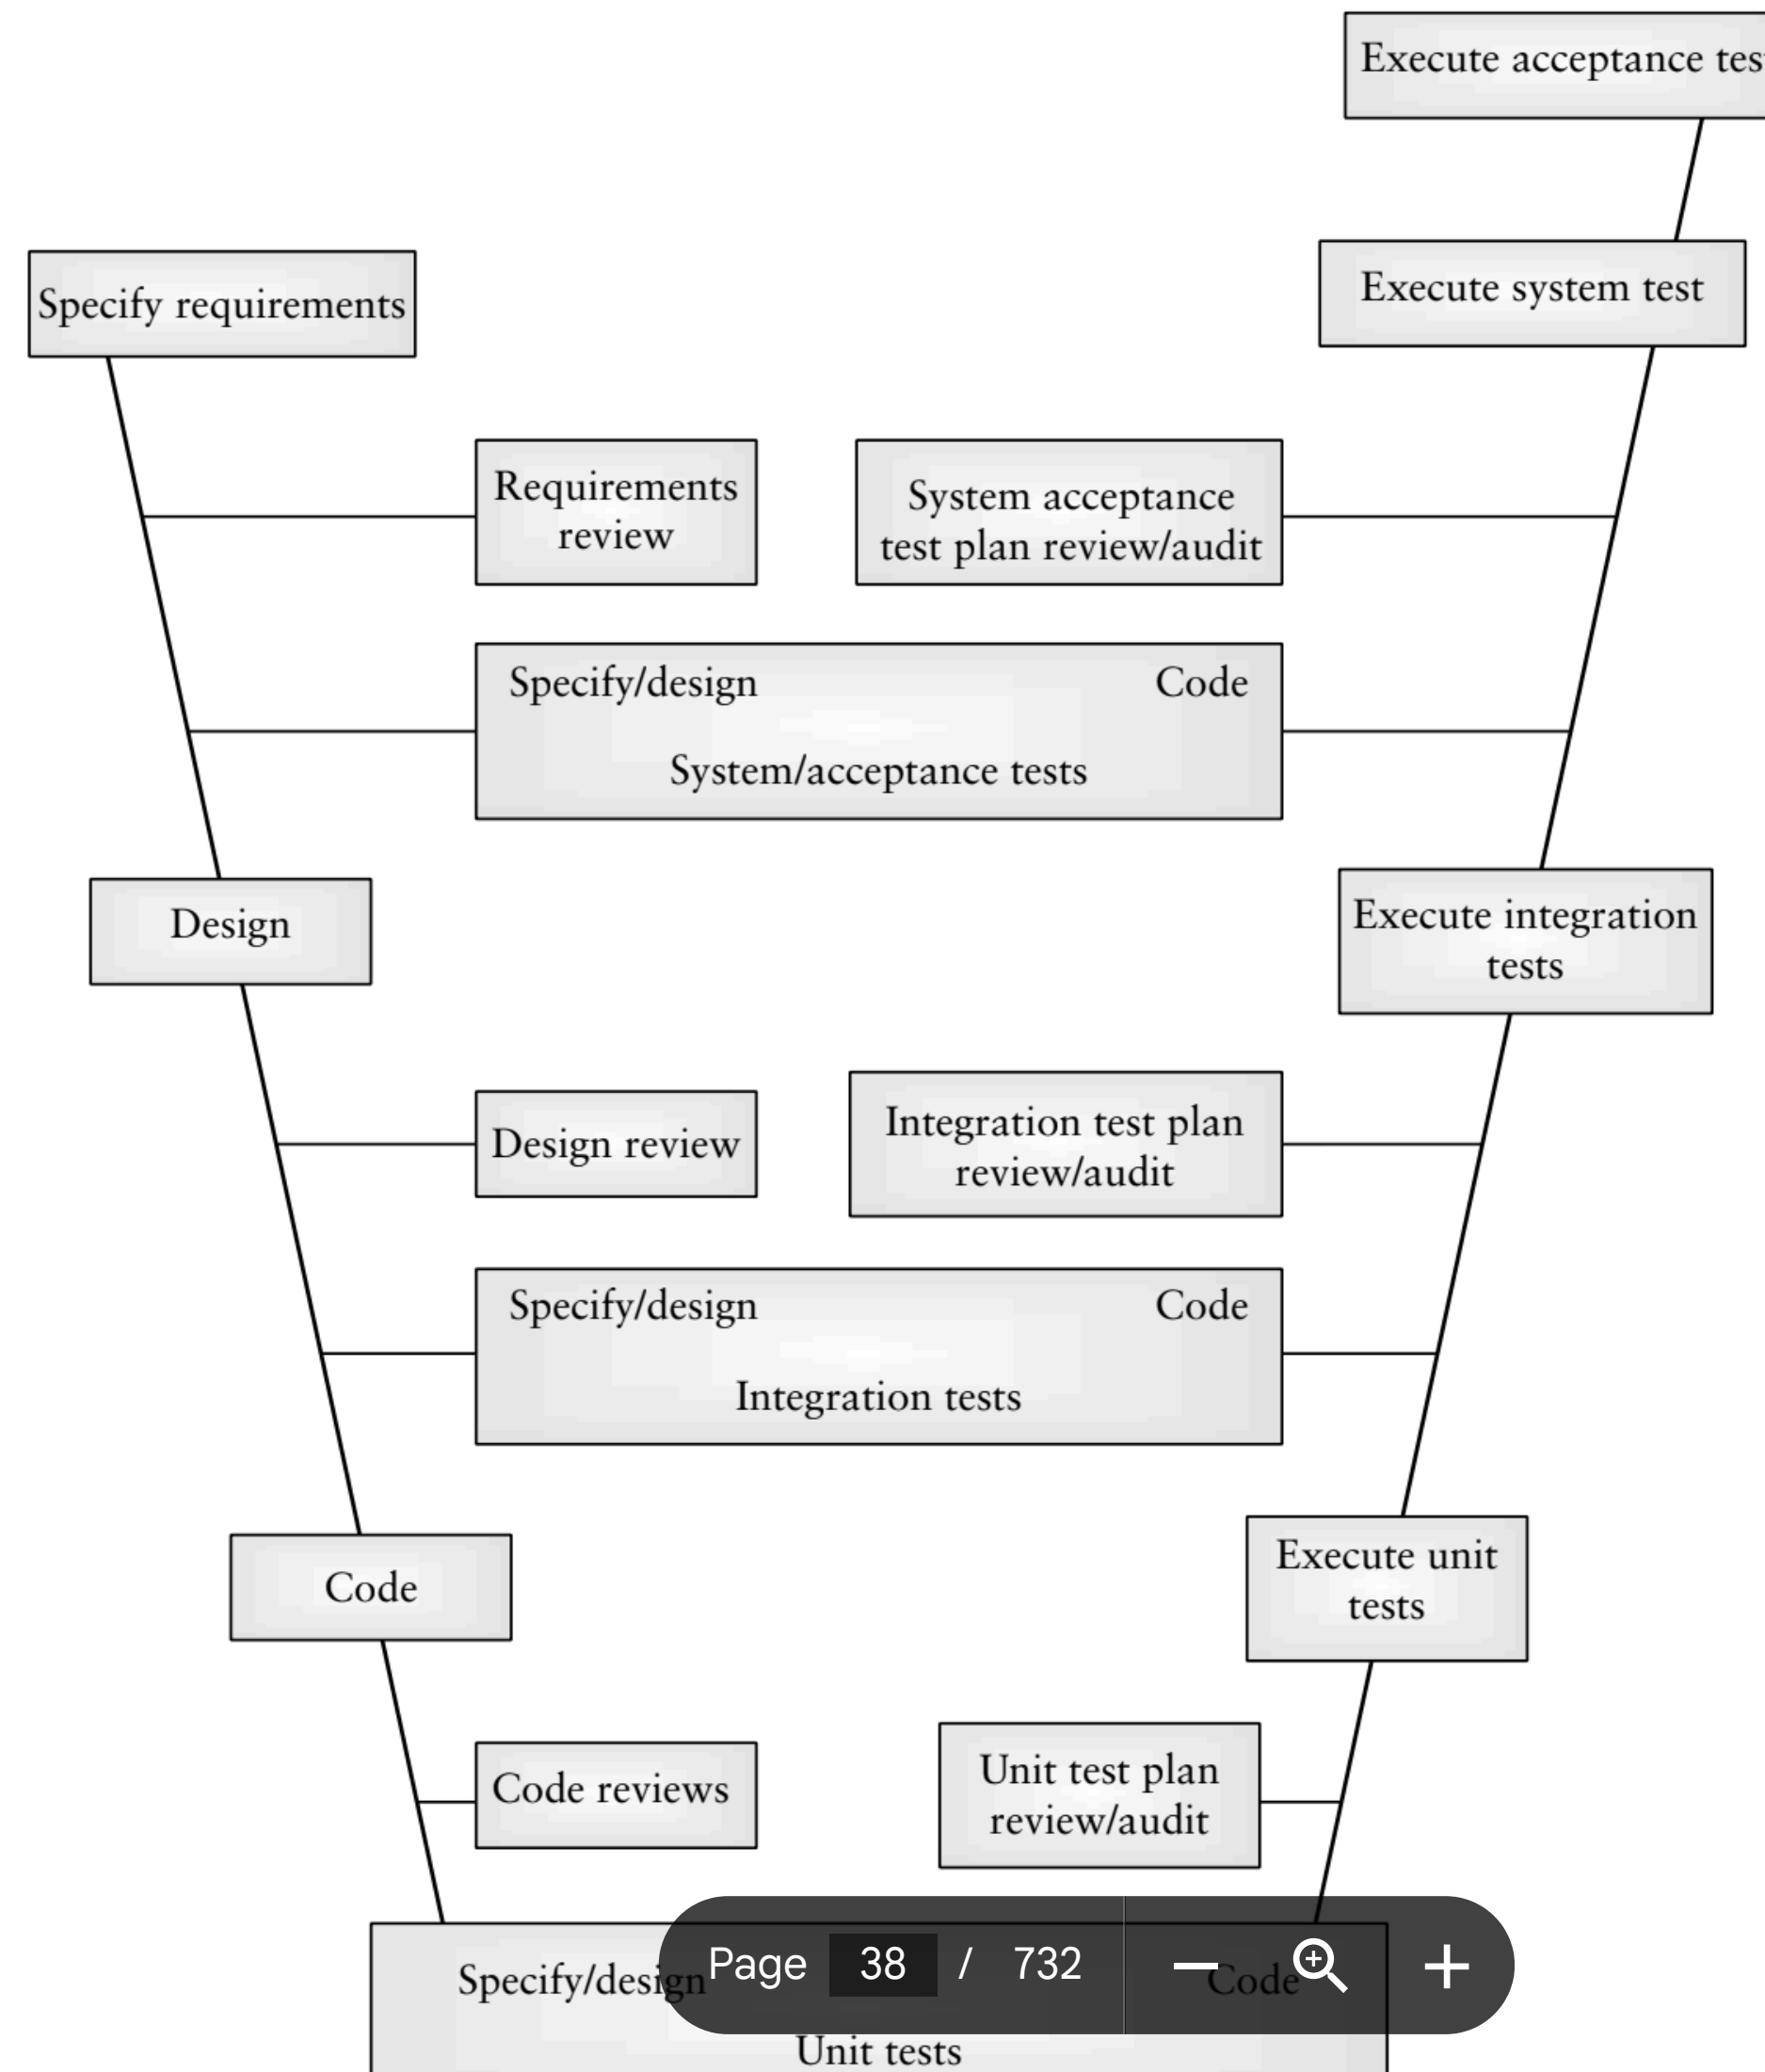 Execute acceptance tes
Specify requirements
Execute system test
Requirements
review
System acceptance
test plan review/audit
Specify/design Code
System/acceptance tests
Design
Execute integration
tests
Design review
Integration test plan
review/audit
Specify/design Code
Integration tests
Code
Execute unit
tests
Code reviews
Unit test plan
review/audit
Specify/design Code
Page 38 / 732
Unit tests